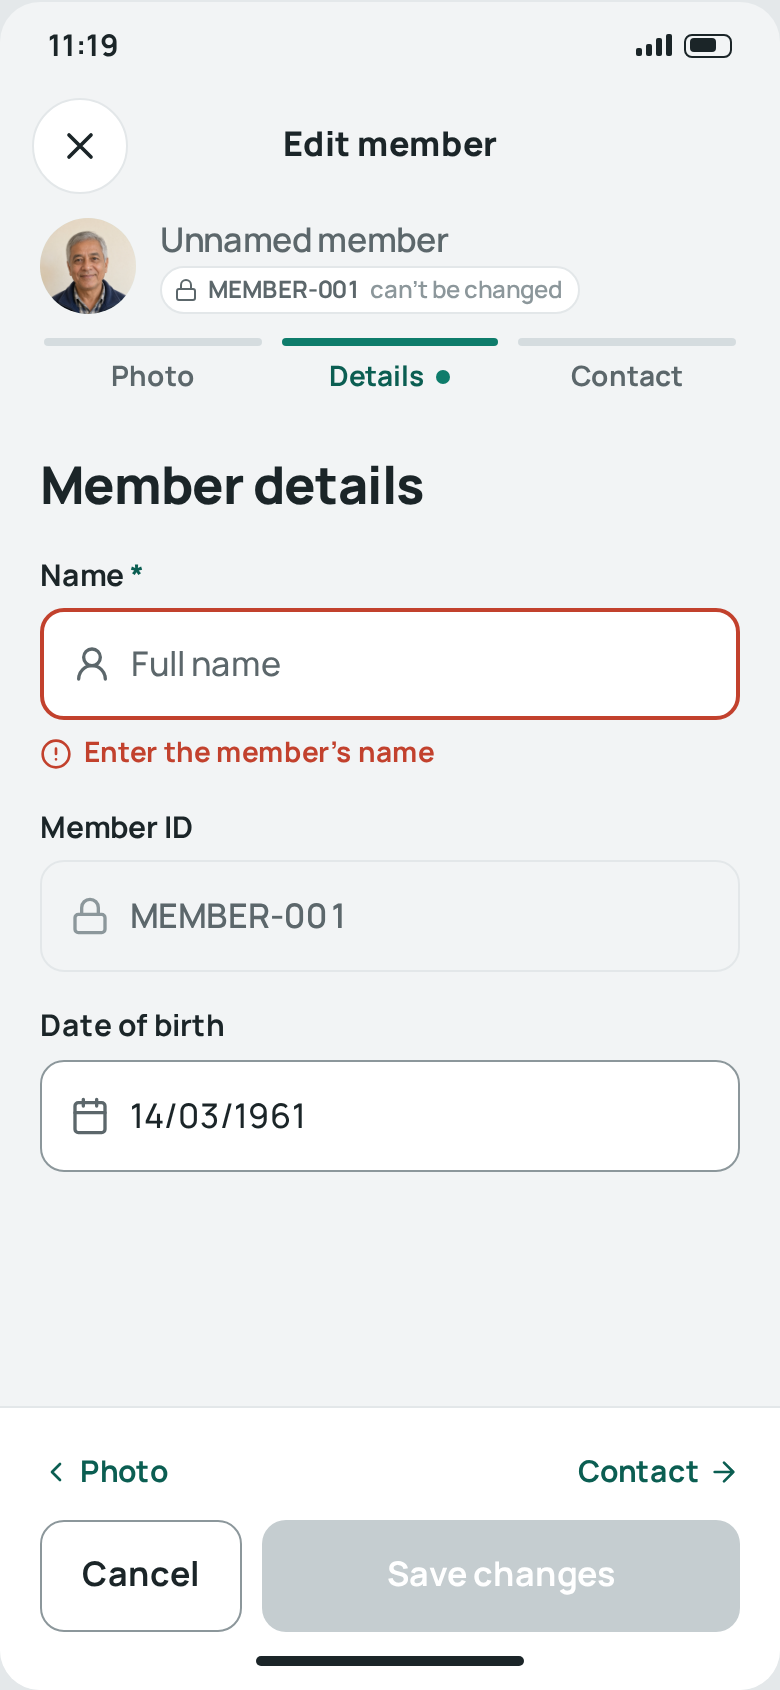 11:19
Edit member
Unnamed member
MEMBER-001 can't be changed
Photo Details Contact
Member details
Name *
Full name
Enter the member's name
Member ID
MEMBER-001
Date of birth
14/03/1961
Photo Contact
Cancel Save changes